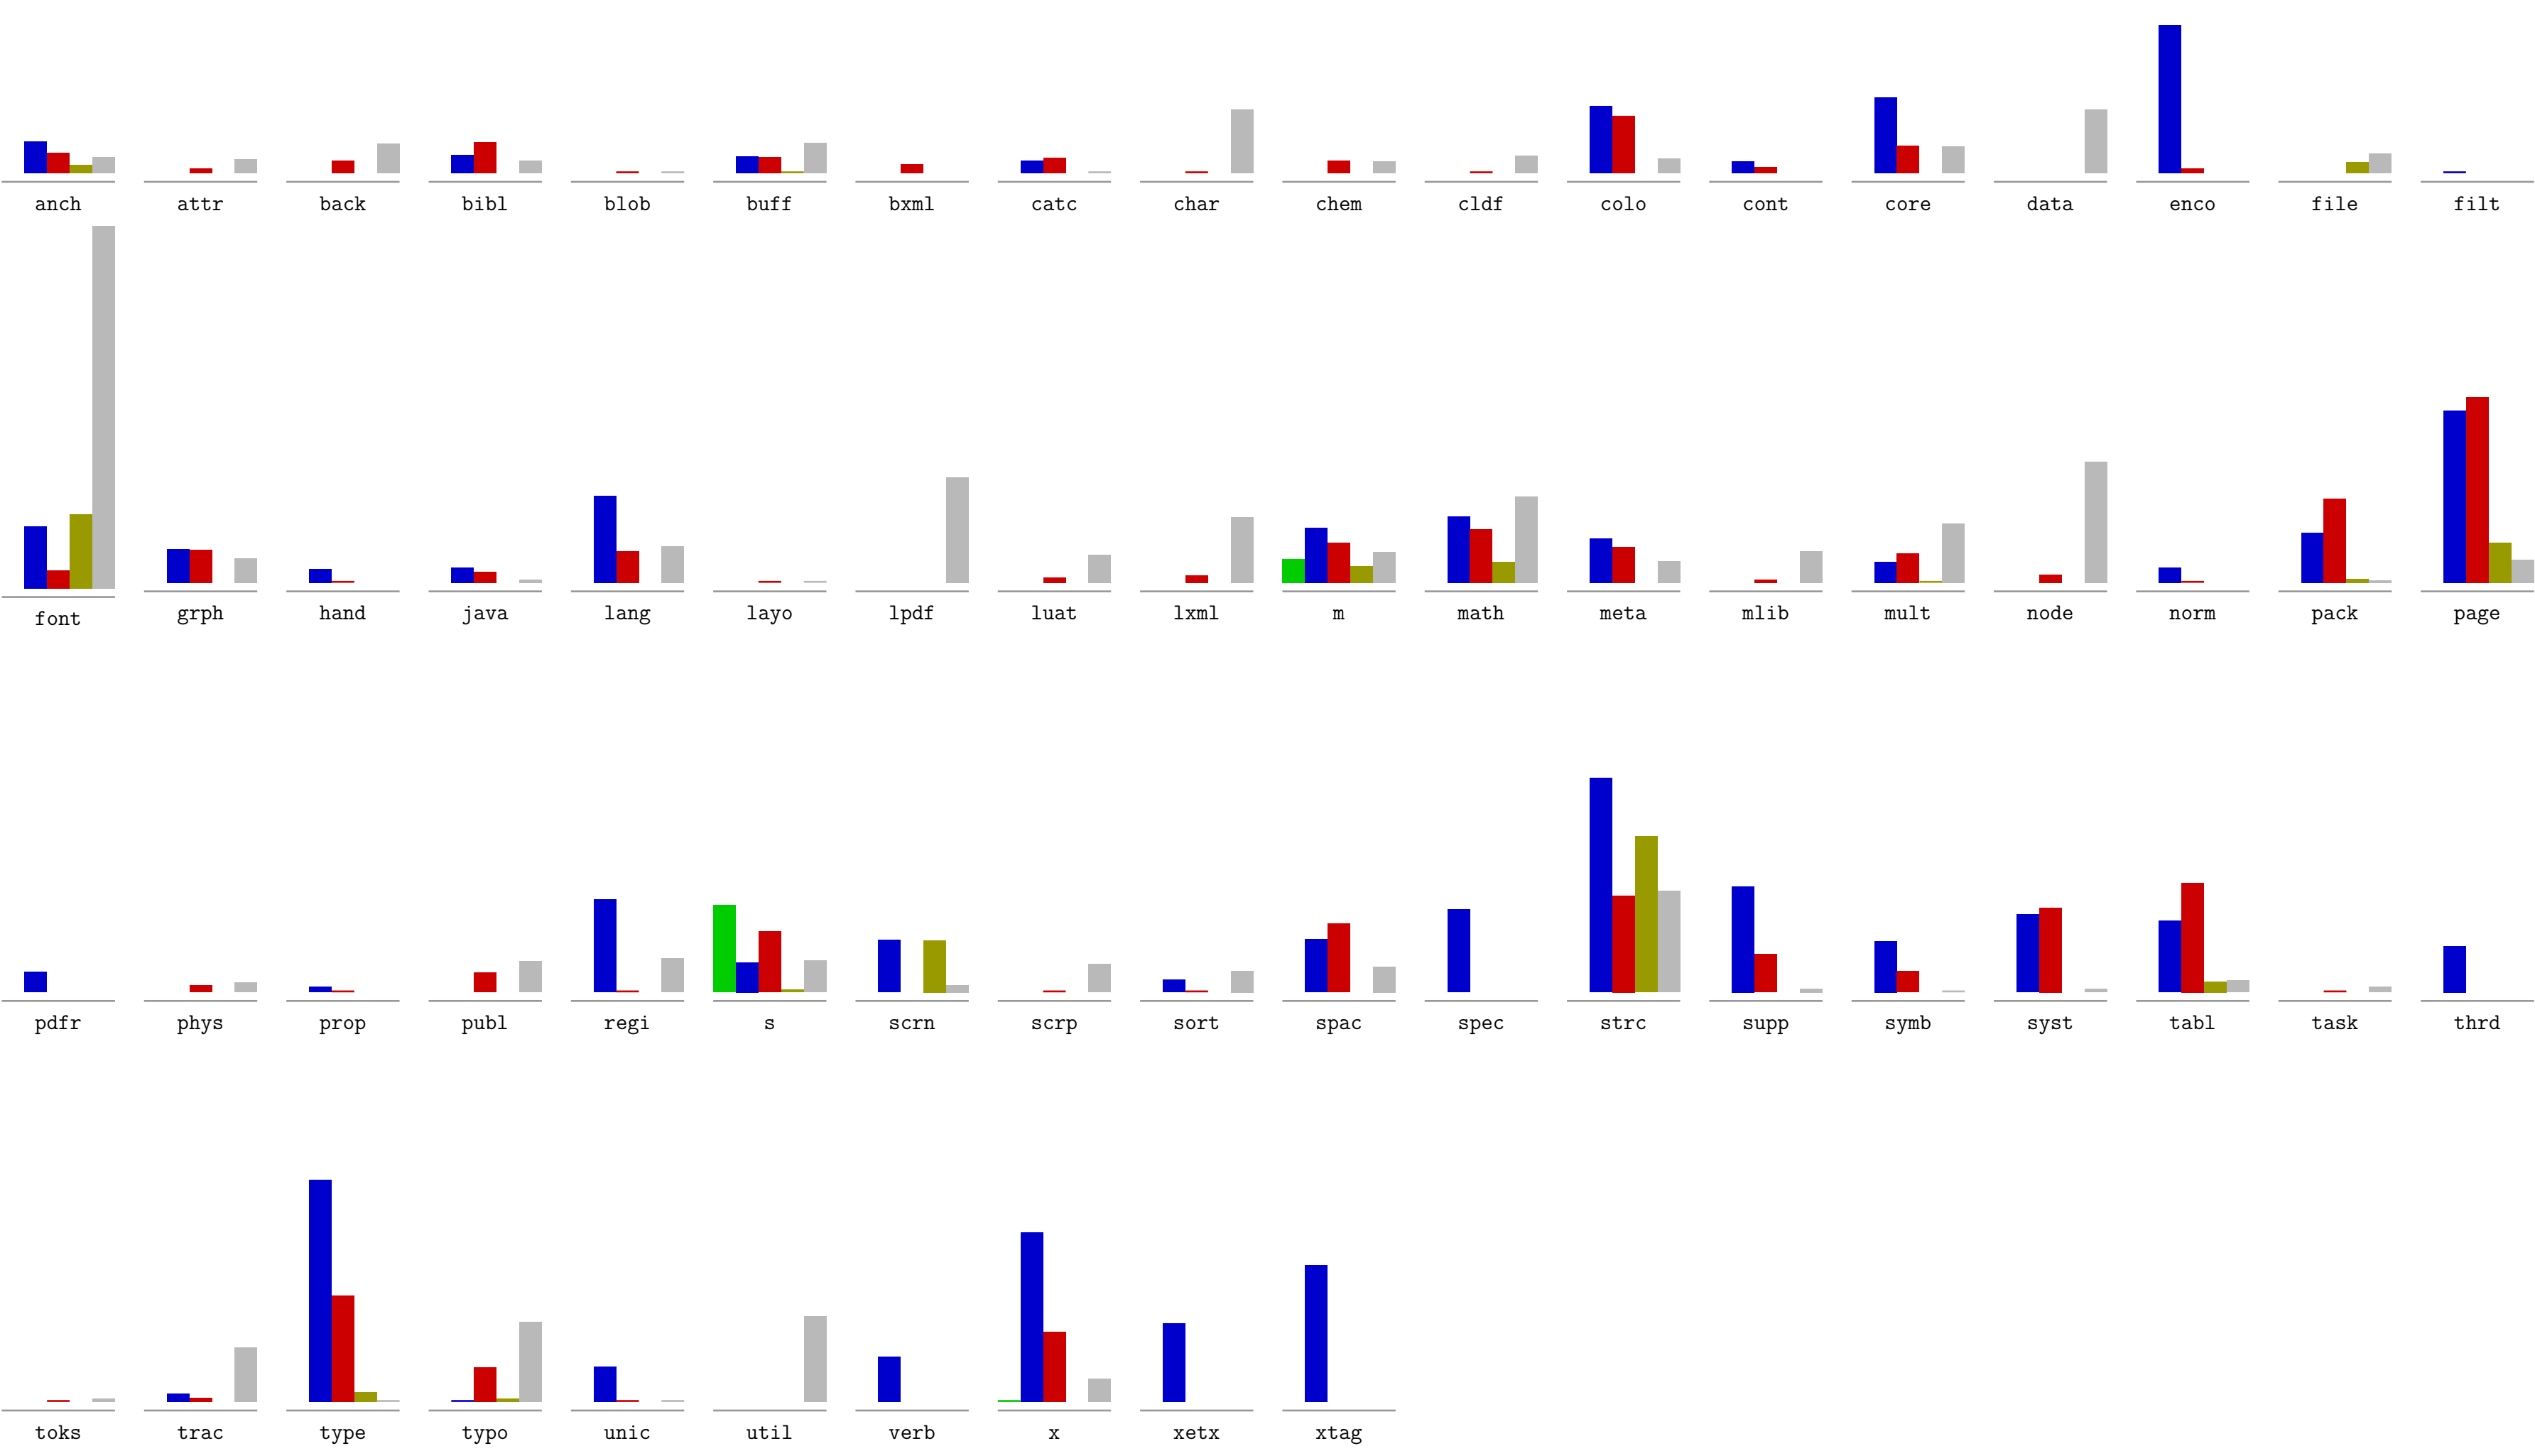 anch attr back bibl blob buff bxml catc char chem cldf colo cont core data enco file filt
font grph hand java lang layo lpdf luat lxml m math meta mlib mult node norm pack page
pdfr phys prop publ regi s scrn scrp sort spac spec strc supp symb syst tabl task thrd
toks trac type typo unic util verb x xetx xtag